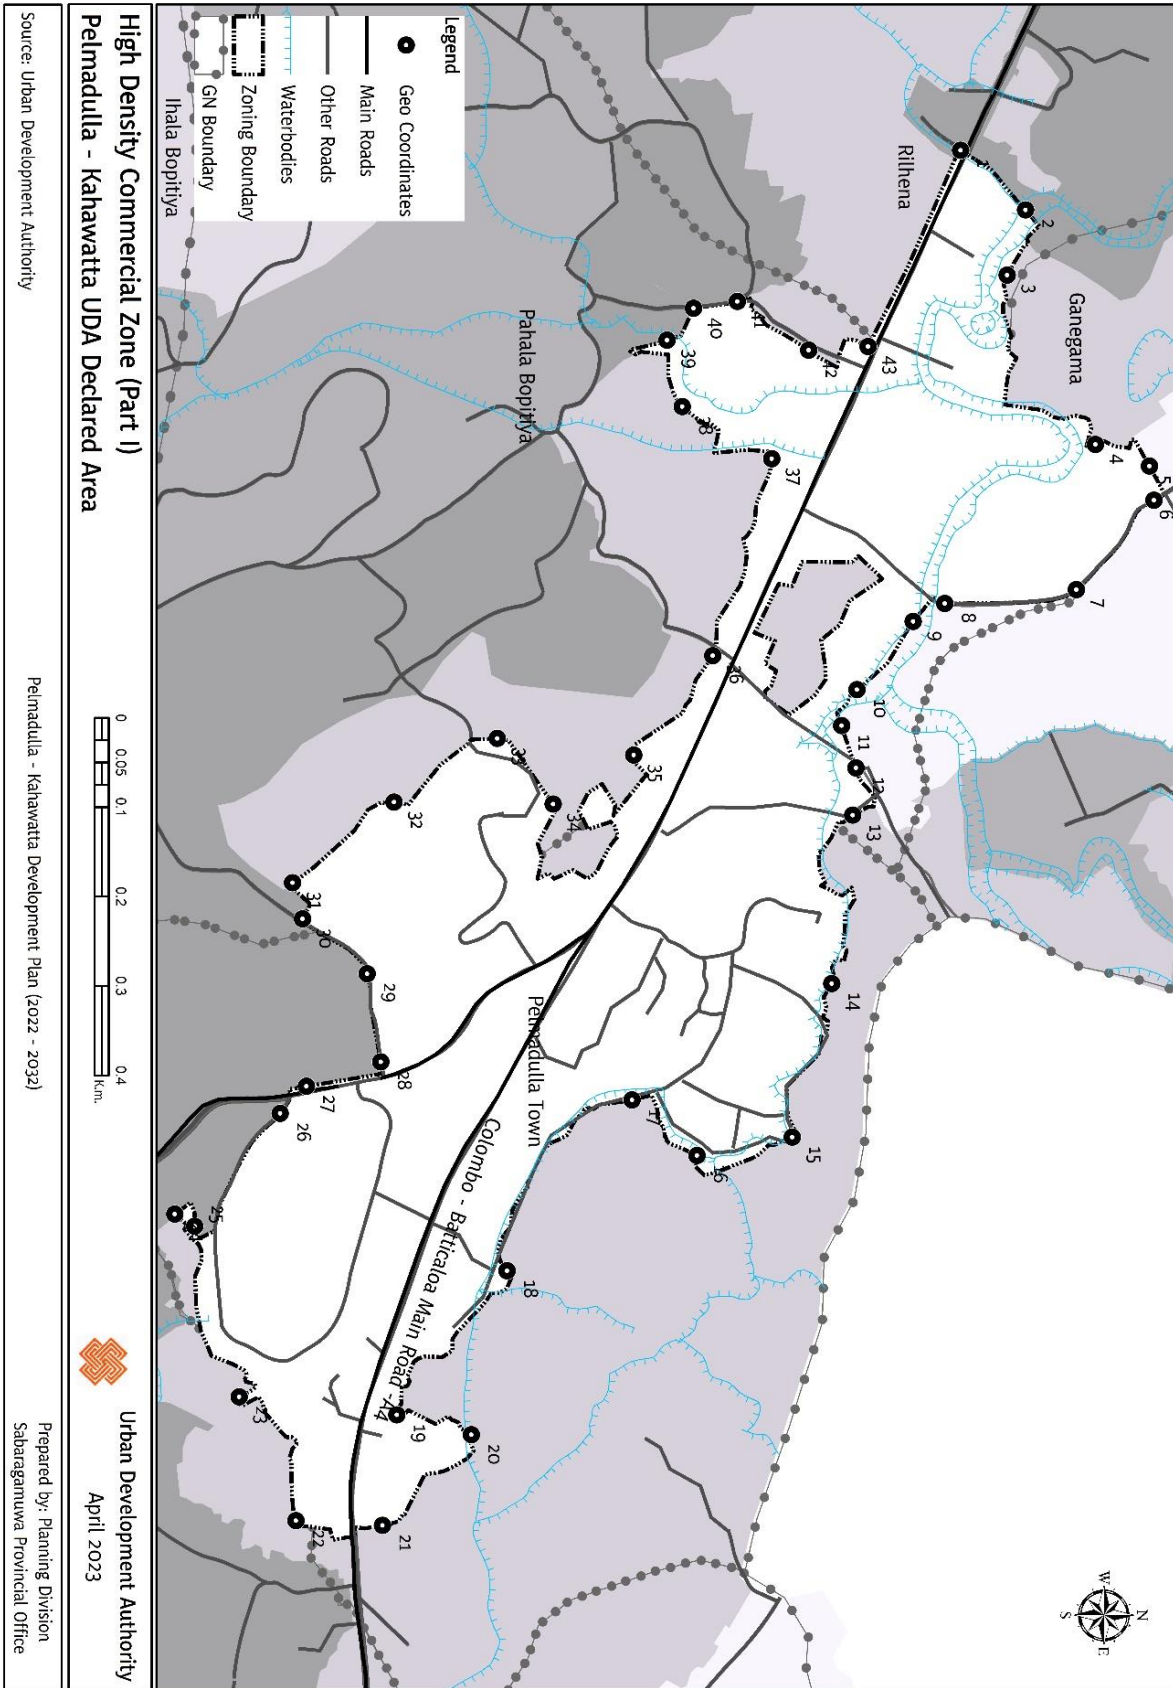 N
W
E
S
Ganegama
Rilhena
Pahala Bopitiya
Pelmadulla Town
Colombo - Batticaloa Main Road -A4
Ihala Bopitiya
1
2
3
4
5
6
7
8
9
10
11
12
13
14
15
16
17
18
19
20
21
22
23
25
26
27
28
29
30
31
32
33
34
35
36
37
38
39
40
41
42
43
Legend
Geo Coordinates
Main Roads
Other Roads
Waterbodies
Zoning Boundary
GN Boundary
High Density Commercial Zone (Part I)
Pelmadulla - Kahawatta UDA Declared Area
0 0.05 0.1 0.2 0.3 0.4
K.m.
Urban Development Authority
April 2023
Source: Urban Development Authority
Pelmadulla - Kahawatta Development Plan (2022 - 2032)
Prepared by: Planning Division
Sabaragamuwa Provincial Office